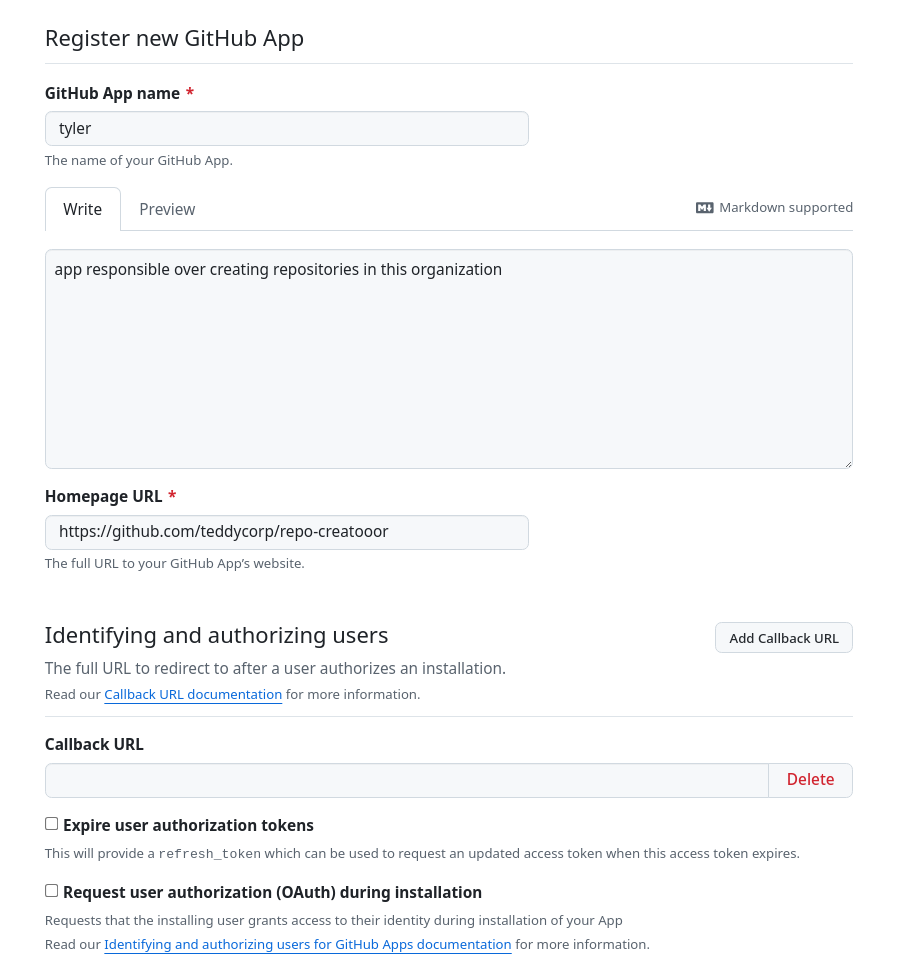 Register new GitHub App
GitHub App name *
tyler
The name of your GitHub App.
Write Preview Markdown supported
app responsible over creating repositories in this organization
Homepage URL *
https://github.com/teddycorp/repo-creatooor
The full URL to your GitHub App’s website.
Identifying and authorizing users
Add Callback URL
The full URL to redirect to after a user authorizes an installation.
Read our Callback URL documentation for more information.
Callback URL
Delete
Expire user authorization tokens
This will provide a refresh_token which can be used to request an updated access token when this access token expires.
Request user authorization (OAuth) during installation
Requests that the installing user grants access to their identity during installation of your App
Read our Identifying and authorizing users for GitHub Apps documentation for more information.